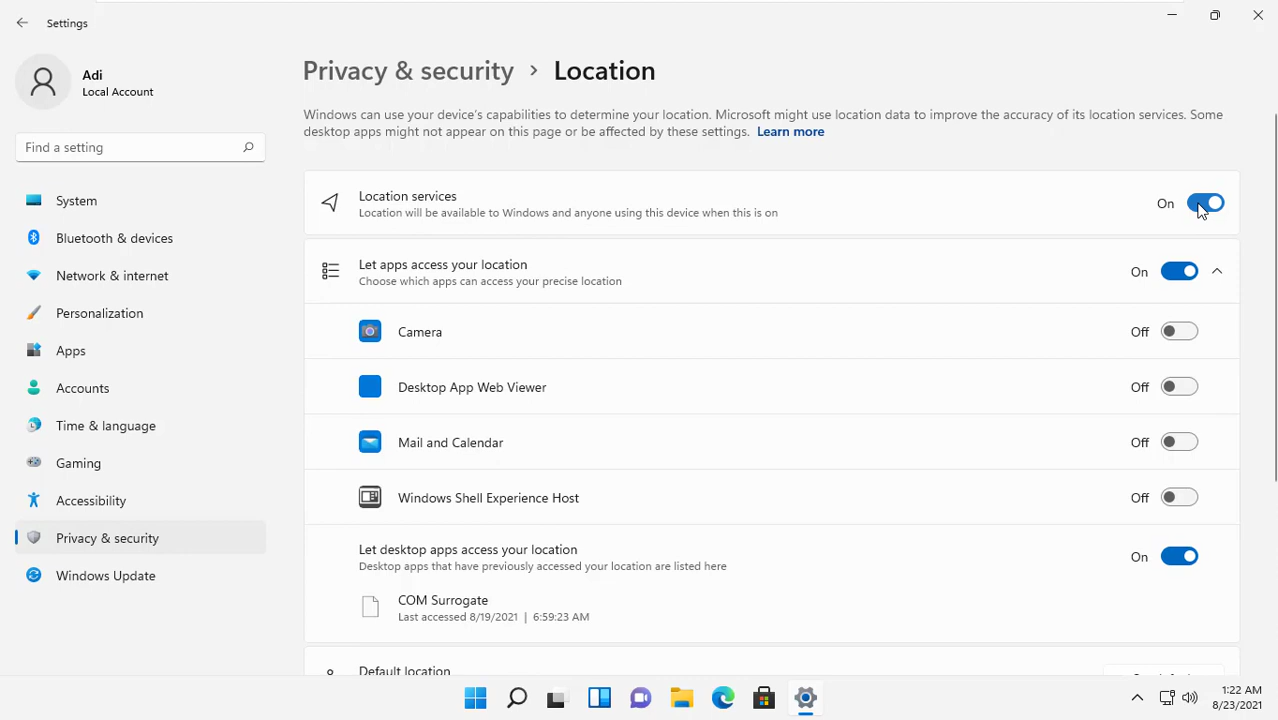 Settings
Adi
Local Account
Find a setting
System
Bluetooth & devices
Network & internet
Personalization
Apps
Accounts
Time & language
Gaming
Accessibility
Privacy & security
Windows Update
Privacy & security › Location
Windows can use your device's capabilities to determine your location. Microsoft might use location data to improve the accuracy of its location services. Some
desktop apps might not appear on this page or be affected by these settings. Learn more
Location services
Location will be available to Windows and anyone using this device when this is on
On
Let apps access your location
Choose which apps can access your precise location
On
Camera
Off
Desktop App Web Viewer
Off
Mail and Calendar
Off
Windows Shell Experience Host
Off
Let desktop apps access your location
Desktop apps that have previously accessed your location are listed here
On
COM Surrogate
Last accessed 8/19/2021 | 6:59:23 AM
Default location
1:22 AM
8/23/2021